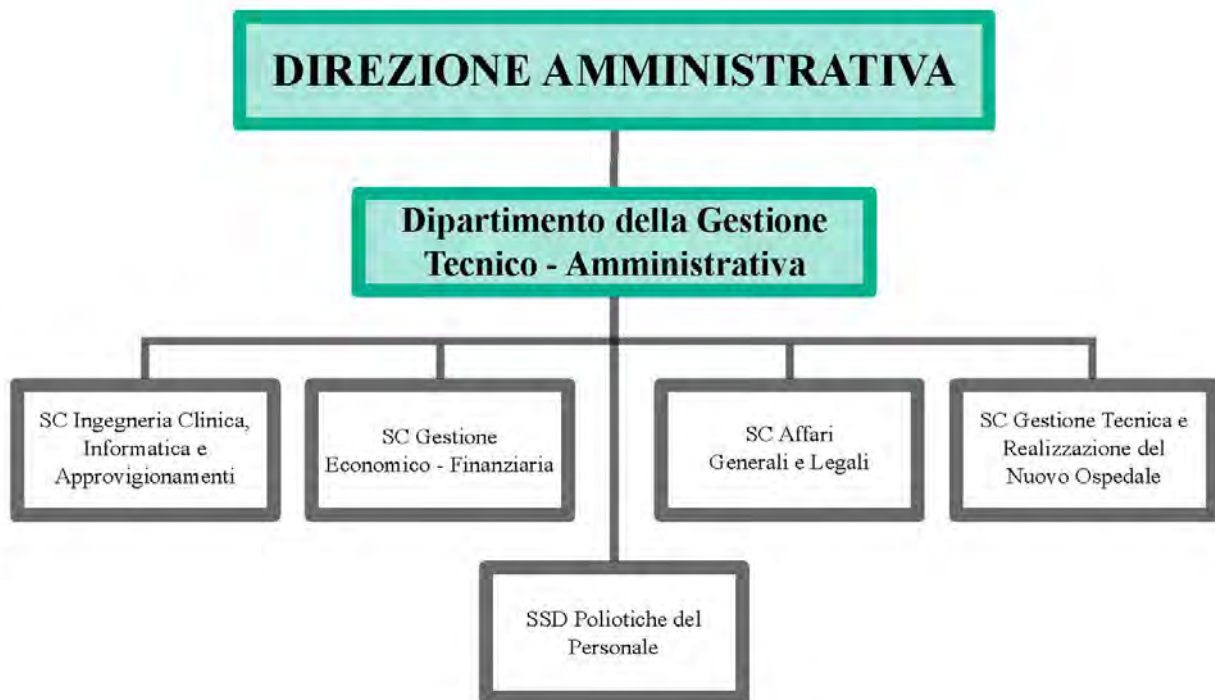 DIREZIONE AMMINISTRATIVA
Dipartimento della Gestione
Tecnico - Amministrativa
SC Ingegneria Clinica,
Informatica e
Approvigionamenti
SC Gestione
Economico - Finanziaria
SC Affari
Generali e Legali
SC Gestione Tecnica e
Realizzazione del
Nuovo Ospedale
SSD Poliotiche del
Personale